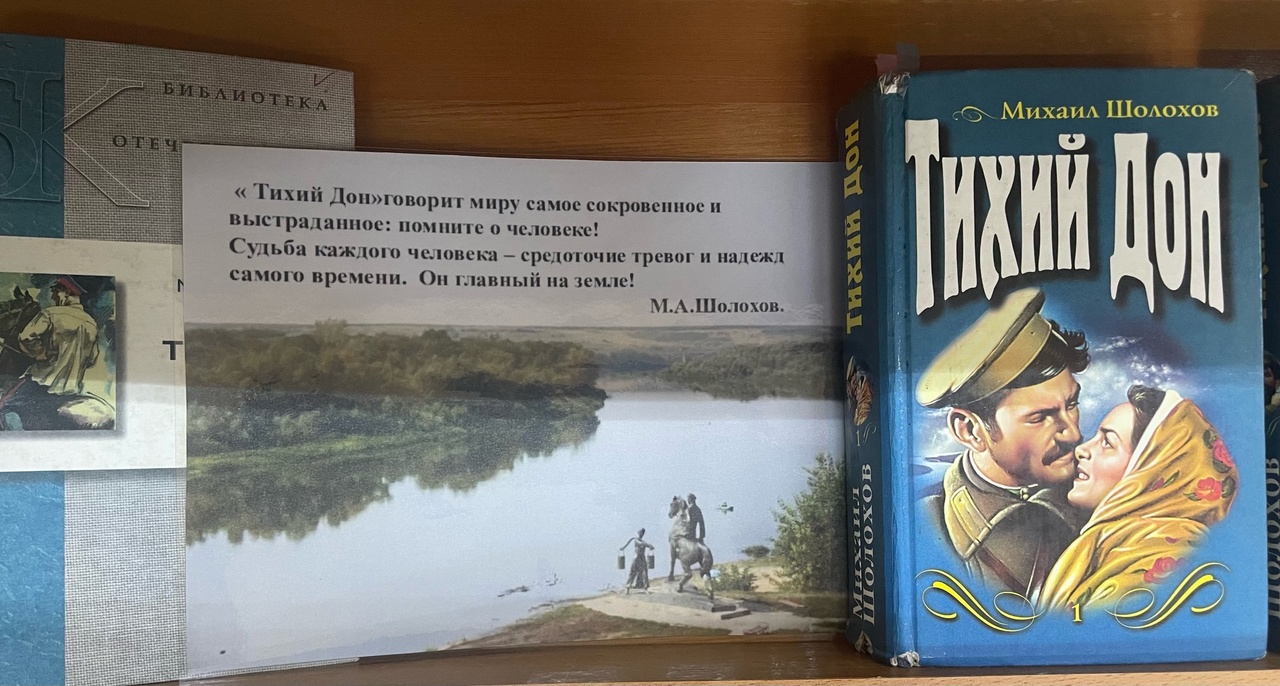 БИБЛИОТЕКА
ОТЕЧ
« Тихий Дон»говорит миру самое сокровенное и
выстраданное: помните о человеке!
Судьба каждого человека – средоточие тревог и надежд
самого времени. Он главный на земле!
М.А.Шолохов.
ТИХИЙ ДОН
1
МИХАИЛ
ШОЛОХОВ
Михаил Шолохов
Тихий Дон
1